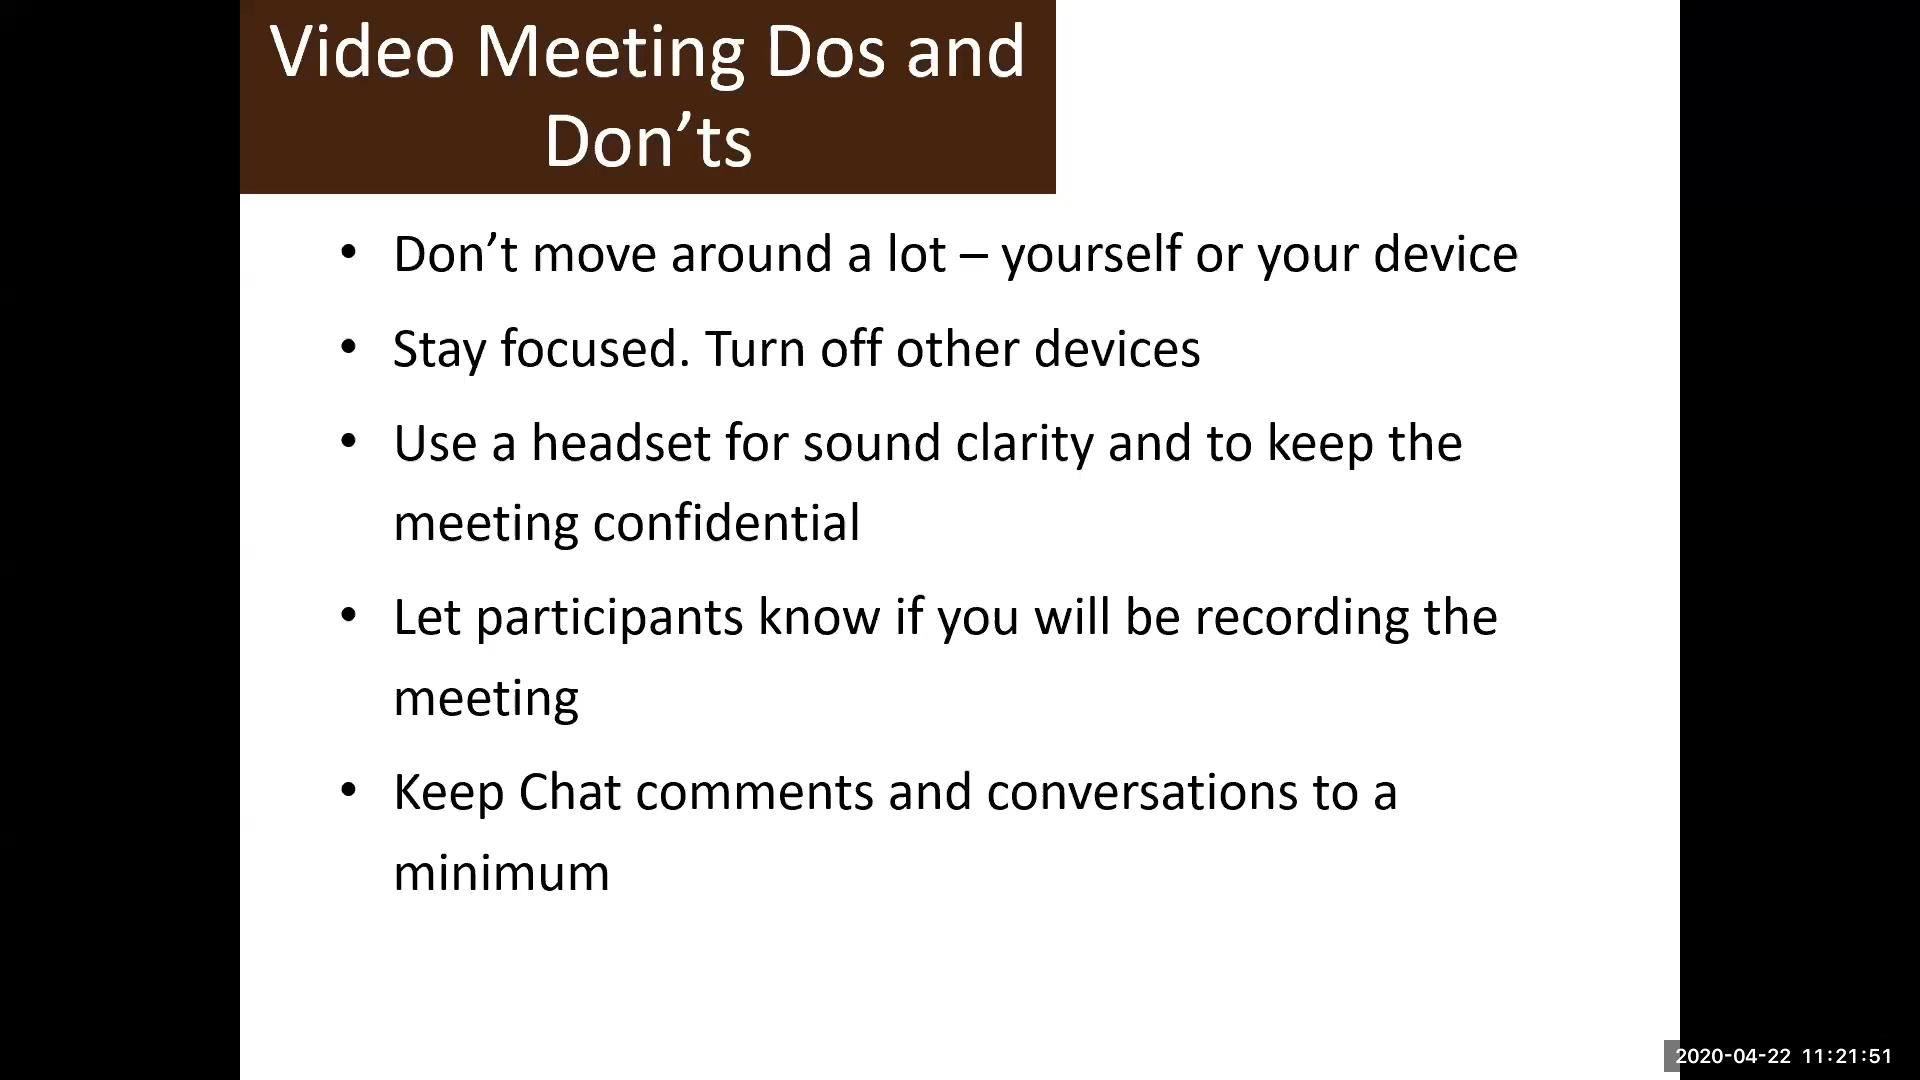 Video Meeting Dos and
Don’ts
• Don’t move around a lot – yourself or your device
• Stay focused. Turn off other devices
• Use a headset for sound clarity and to keep the
meeting confidential
• Let participants know if you will be recording the
meeting
• Keep Chat comments and conversations to a
minimum
2020-04-22 11:21:51